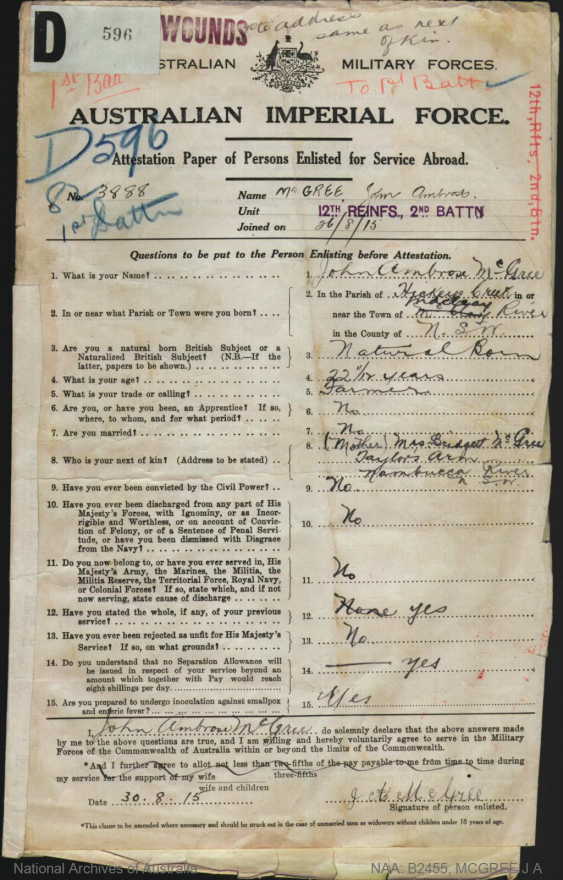 D 596
WOUNDS
address
same as next
of Kin.
AUSTRALIAN MILITARY FORCES.
1st Batt
To 1st Battn
12th Rfts. 2nd Btn.
AUSTRALIAN IMPERIAL FORCE.
D596
Attestation Paper of Persons Enlisted for Service Abroad.
No. 3888
Name McGREE John Ambrose.
1st Battn
Unit 12TH REINFS., 2ND BATTN
Joined on 26/8/15
Questions to be put to the Person Enlisting before Attestation.
1. What is your Name? 1. John Ambrose McGree
2. In or near what Parish or Town were you born? 2. In the Parish of Hickeys Creek in or
near the Town of Macleay River
in the County of N.S.W
3. Are you a natural born British Subject or a
Naturalized British Subject? (N.B.—If the
latter, papers to be shown.) 3. Natural Born
4. What is your age? 4. 22 years
5. What is your trade or calling? 5. Farmer
6. Are you, or have you been, an Apprentice? If so,
where, to whom, and for what period? 6. No
7. Are you married? 7. No
8. Who is your next of kin? (Address to be stated) 8. (Mother) Mrs. Bridgett McGree
Taylors Arm
Nambucca River
N.S.W.
9. Have you ever been convicted by the Civil Power? 9. No
10. Have you ever been discharged from any part of His
Majesty's Forces, with Ignominy, or as Incor-
rigible and Worthless, or on account of Convic-
tion of Felony, or of a Sentence of Penal Servi-
tude, or have you been dismissed with Disgrace
from the Navy? 10. No
11. Do you now belong to, or have you ever served in, His
Majesty's Army, the Marines, the Militia, the
Militia Reserve, the Territorial Force, Royal Navy,
or Colonial Forces? If so, state which, and if not
now serving, state cause of discharge 11. No
12. Have you stated the whole, if any, of your previous
service? 12. yes
13. Have you ever been rejected as unfit for His Majesty's
Service? If so, on what grounds? 13. No
14. Do you understand that no Separation Allowance will
be issued in respect of your service beyond an
amount which together with Pay would reach
eight shillings per day. 14. yes
15. Are you prepared to undergo inoculation against smallpox
and enteric fever? 15. Yes
I, John Ambrose McGree do solemnly declare that the above answers made
by me to the above questions are true, and I am willing and hereby voluntarily agree to serve in the Military
Forces of the Commonwealth of Australia within or beyond the limits of the Commonwealth.
*And I further agree to allot not less than two-fifths of the pay payable to me from time to time during
three-fifths
my service for the support of my wife
wife and children
Date 30.8.15
J A McGree
Signature of person enlisted.
*This clause to be amended where necessary and should be struck out in the case of unmarried men or widowers without children under 18 years of age.
National Archives of Australia NAA: B2455, MCGREE J A